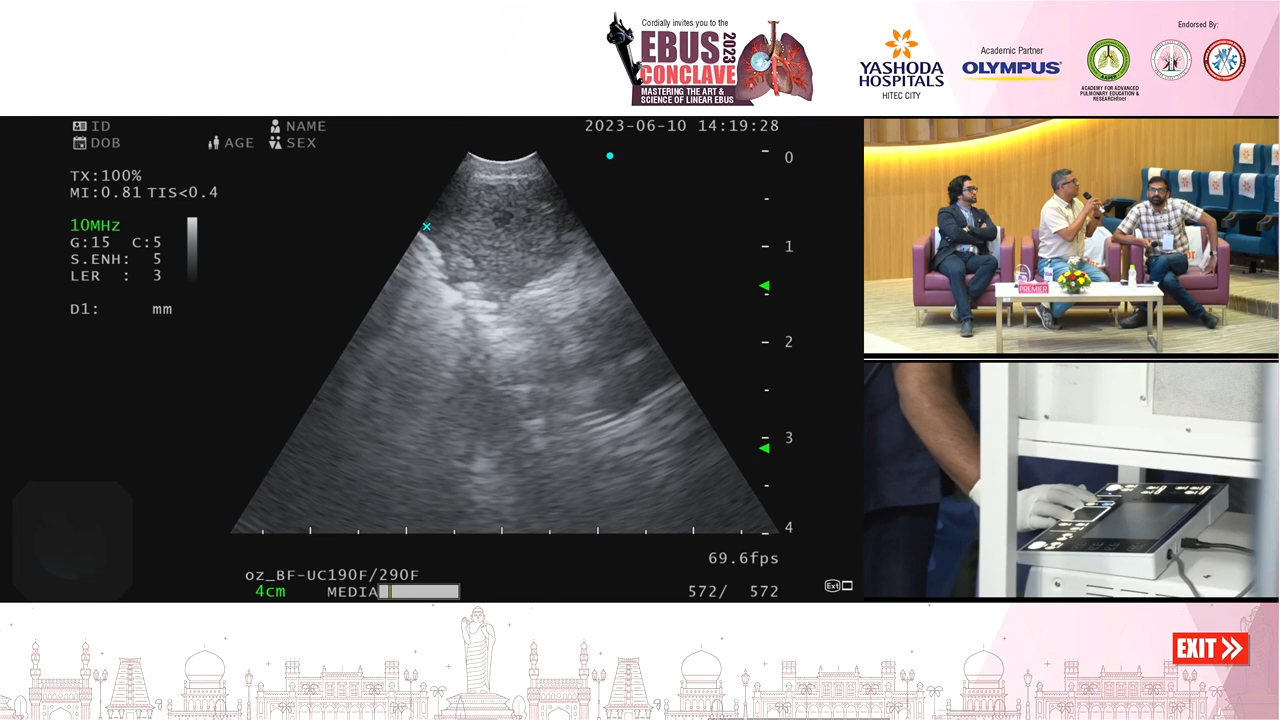 Cordially invites you to the
EBUS
2023
CONCLAVE
MASTERING THE ART &
SCIENCE OF LINEAR EBUS
YASHODA
HOSPITALS
HITEC CITY
Academic Partner
OLYMPUS
Endorsed By:
ACADEMY FOR ADVANCED
PULMONARY EDUCATION &
ID
DOB
AGE
NAME
SEX
2023-06-10 14:19:28
TX:100%
MI:0.81 TIS<0.4
10MHz
G:15 C:5
S.ENH: 5
LER : 3
D1: mm
0
1
2
3
4
69.6fps
oz_BF-UC190F/290F
4cm MEDIA
572/ 572
Ext
PREMIER
EXIT